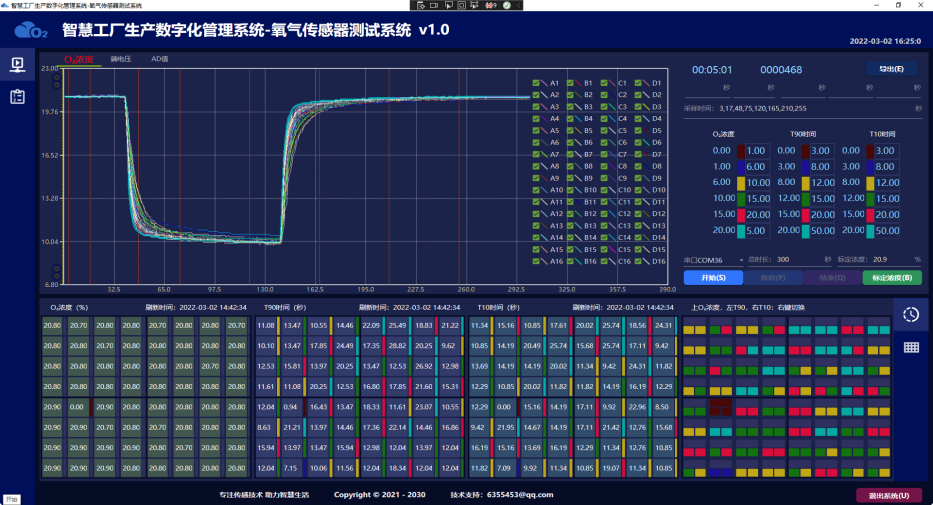 智慧工厂生产数字化管理系统-氧气传感器测试系统
智慧工厂生产数字化管理系统-氧气传感器测试系统 v1.0
2022-03-02 16:25:0
O₂浓度 隔电压 AD值
23.00
19.76
16.52
13.28
10.04
6.80
32.5 65.0 97.5 130.0 162.5 195.0 227.5 260.0 292.5 325.0 357.5 390.0
A1 B1 C1 D1
A2 B2 C2 D2
A3 B3 C3 D3
A4 B4 C4 D4
A5 B5 C5 D5
A6 B6 C6 D6
A7 B7 C7 D7
A8 B8 C8 D8
A9 B9 C9 D9
A10 B10 C10 D10
A11 B11 C11 D11
A12 B12 C12 D12
A13 B13 C13 D13
A14 B14 C14 D14
A15 B15 C15 D15
A16 B16 C16 D16
00:05:01 0000468 导出(E)
秒 秒 秒 秒 秒
采样时间: 3,17,48,75,120,165,210,255 秒
O₂浓度 T90时间 T10时间
0.00 1.00 0.00 3.00 0.00 3.00
1.00 6.00 3.00 8.00 3.00 8.00
6.00 10.00 8.00 12.00 8.00 12.00
10.00 15.00 12.00 15.00 12.00 15.00
15.00 20.00 15.00 20.00 15.00 20.00
20.00 5.00 20.00 50.00 20.00 50.00
串口COM36 总时长: 300 秒 标定浓度: 20.9 %
开始(S) 结束(Q) 标定浓度(B)
O₂浓度 (%) 刷新时间: 2022-03-02 14:42:34 T90时间 (秒) 刷新时间: 2022-03-02 14:42:34 T10时间 (秒) 刷新时间: 2022-03-02 14:42:34 上O₂浓度, 左T90, 右T10: 右键切换
20.80 20.70 20.80 20.80 20.70 20.80 20.80 20.70 11.08 13.47 10.55 14.46 22.09 25.49 18.83 21.22 11.34 15.16 10.85 17.61 20.02 25.74 18.56 24.31
20.80 20.80 20.80 20.80 20.80 20.80 20.80 20.80 10.10 13.47 17.85 24.49 17.35 28.82 20.25 9.62 10.85 14.19 20.49 25.74 15.68 25.74 17.11 9.42
20.80 20.80 20.80 20.80 20.80 20.80 20.80 20.80 12.53 15.81 13.97 20.25 13.47 12.53 26.92 12.98 13.69 14.19 14.19 20.02 11.34 9.42 24.31 11.82
20.80 20.80 20.80 20.80 20.80 20.80 20.80 20.80 11.61 11.08 20.25 12.53 16.80 17.85 21.60 15.31 12.29 10.85 20.02 11.82 11.82 14.19 16.19 12.29
20.90 0.00 20.90 20.80 20.80 20.80 20.80 20.80 12.04 0.94 16.43 13.47 18.33 11.61 23.07 10.55 12.29 0.00 15.16 14.19 17.11 9.92 22.96 8.50
20.90 20.90 20.90 20.80 20.80 20.80 20.80 20.80 8.63 21.21 13.97 14.46 17.36 22.14 14.46 16.86 9.42 21.95 14.67 14.19 17.11 21.42 12.76 15.68
20.90 20.90 20.90 20.80 20.80 20.80 20.80 20.80 15.94 13.97 13.47 15.94 12.98 12.04 13.97 12.04 16.19 15.16 13.69 16.19 12.29 11.34 12.76 10.85
20.90 20.90 20.90 20.90 20.80 20.80 20.80 20.80 12.04 7.15 10.06 11.56 12.04 18.34 12.04 12.04 11.82 7.09 9.92 11.34 10.85 19.07 11.34 10.85
专注传感技术 助力智慧生活 Copyright © 2021 - 2030 技术支持: 6355453@qq.com 退出系统(U)
开始